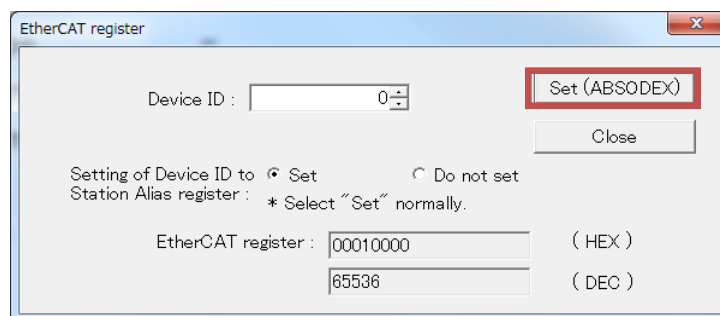 EtherCAT register
Device ID : 0
Set (ABSODEX)
Close
Setting of Device ID to Station Alias register :
Set
Do not set
* Select ″Set″ normally.
EtherCAT register : 00010000 ( HEX )
65536 ( DEC )